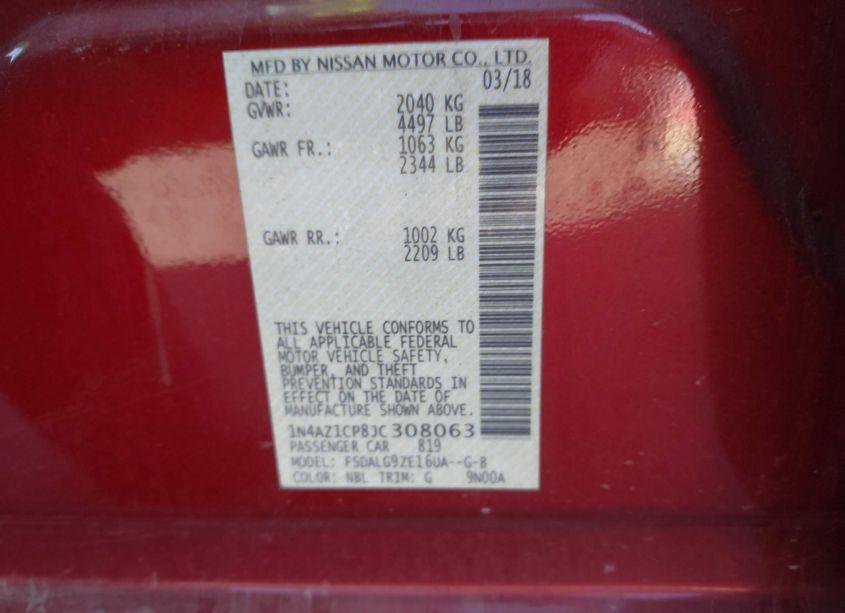 MFD BY NISSAN MOTOR CO., LTD.
DATE: 03/18
GVWR: 2040 KG
4497 LB
GAWR FR.: 1063 KG
2344 LB
GAWR RR.: 1002 KG
2209 LB
THIS VEHICLE CONFORMS TO
ALL APPLICABLE FEDERAL
MOTOR VEHICLE SAFETY,
BUMPER, AND THEFT
PREVENTION STANDARDS IN
EFFECT ON THE DATE OF
MANUFACTURE SHOWN ABOVE.
1N4AZ1CP8JC308063
PASSENGER CAR 819
MODEL: FSDALG9ZE16UA--G-B
COLOR: NBL TRIM: G 9N00A